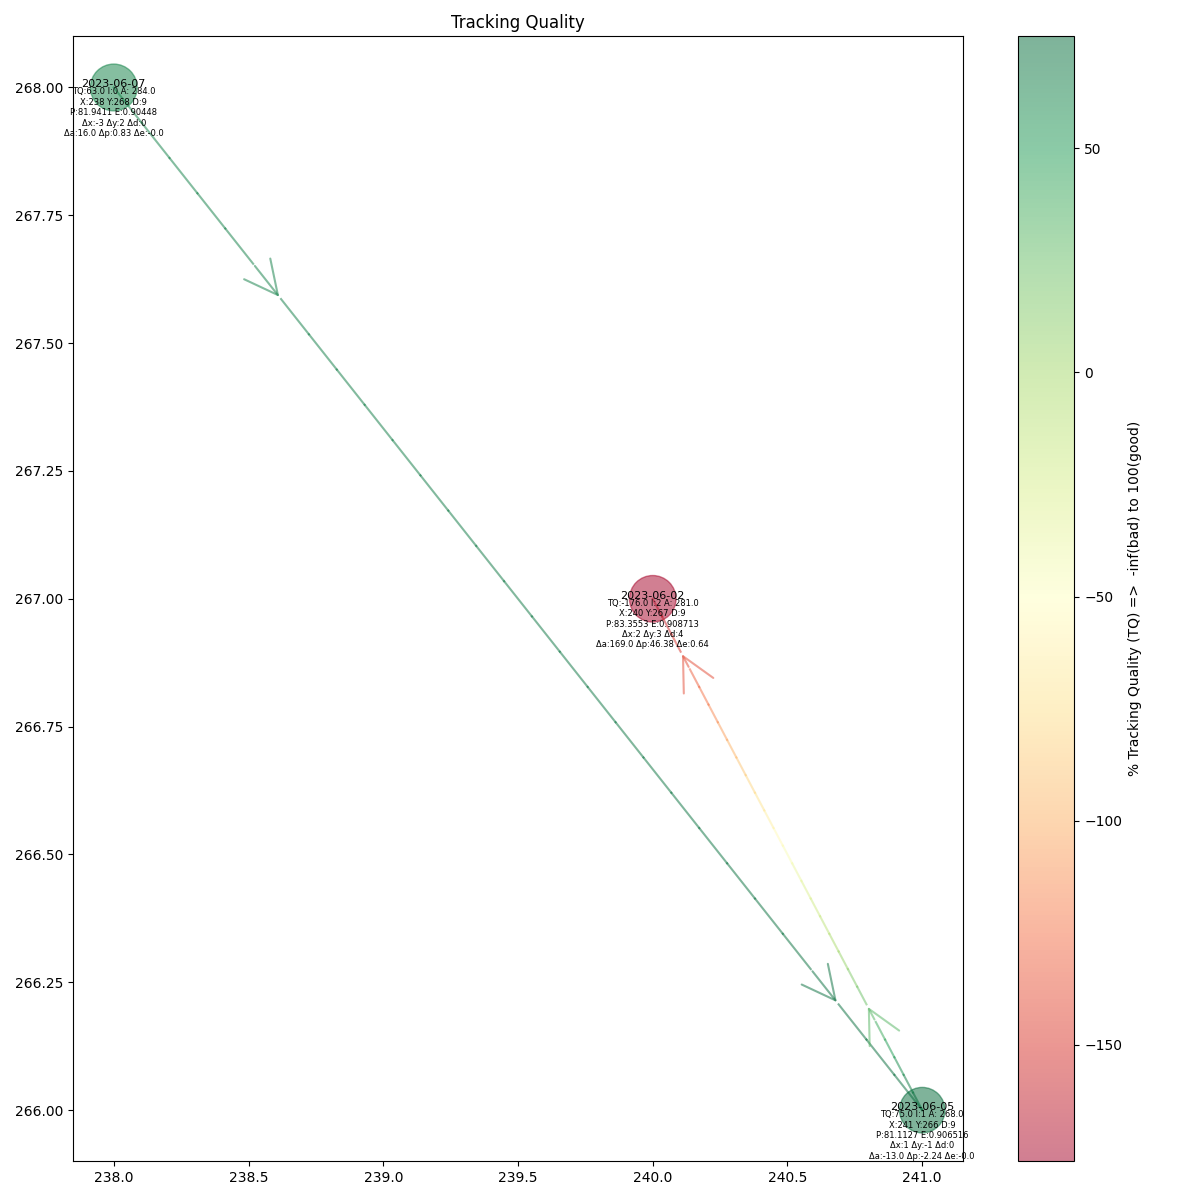 Tracking Quality
2023-06-07
TQ:63.0 I:0 A: 284.0
X:238 Y:268 D:9
P:81.9411 E:0.90448
Δx:-3 Δy:2 Δd:0
Δa:16.0 Δp:0.83 Δe:-0.0
2023-06-02
TQ:-176.0 I:2 A: 281.0
X:240 Y:267 D:9
P:83.3553 E:0.908713
Δx:2 Δy:3 Δd:4
Δa:169.0 Δp:46.38 Δe:0.64
2023-06-05
TQ:75.0 I:1 A: 268.0
X:241 Y:266 D:9
P:81.1127 E:0.906516
Δx:1 Δy:-1 Δd:0
Δa:-13.0 Δp:-2.24 Δe:-0.0
268.00
267.75
267.50
267.25
267.00
266.75
266.50
266.25
266.00
238.0 238.5 239.0 239.5 240.0 240.5 241.0
50
0
−50
−100
−150
% Tracking Quality (TQ) => -inf(bad) to 100(good)